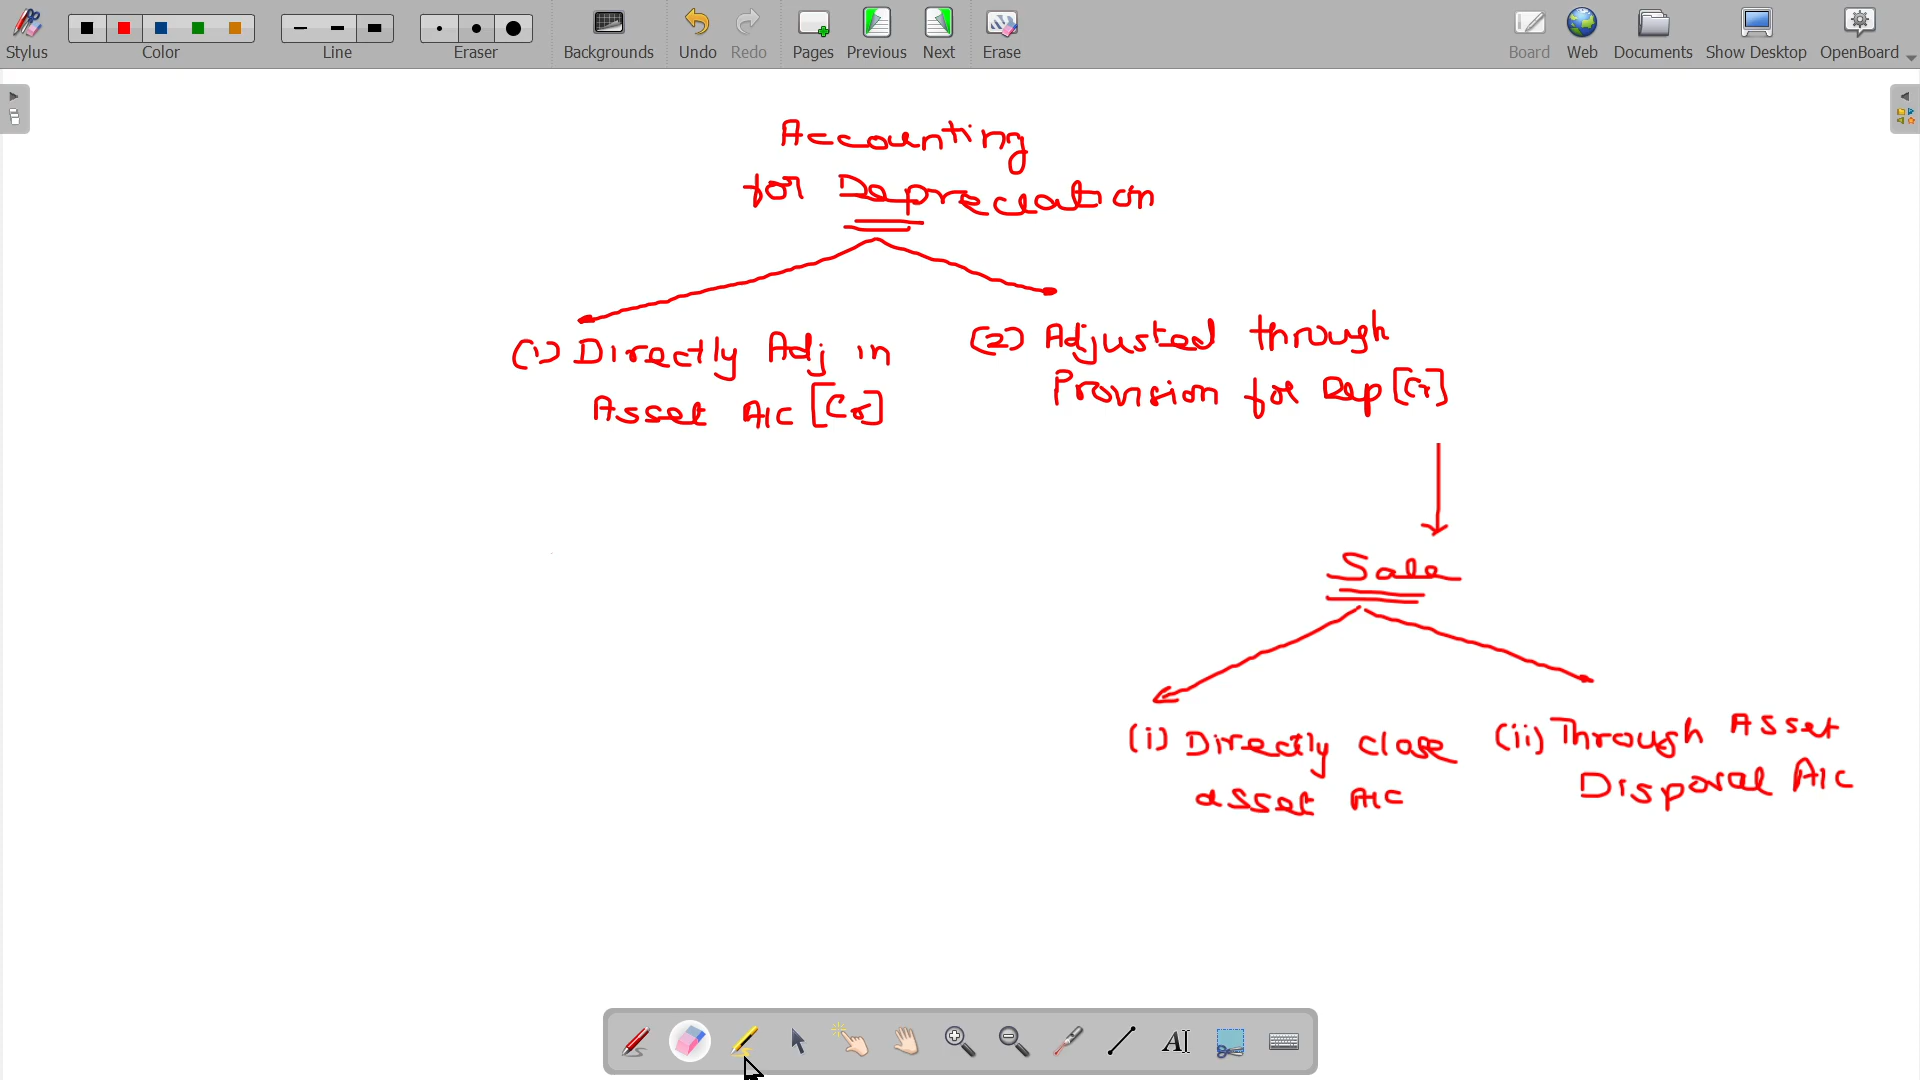 Stylus Color Line Eraser Backgrounds Undo Redo Pages Previous Next Erase Board Web Documents Show Desktop OpenBoard
Accounting
for Depreciation
(1) Directly Adj in
Asset A/C [Cr]
(2) Adjusted through
Provision for Dep [Cr]
Sale
(i) Directly close
asset A/C
(ii) Through Asset
Disposal A/C
AI